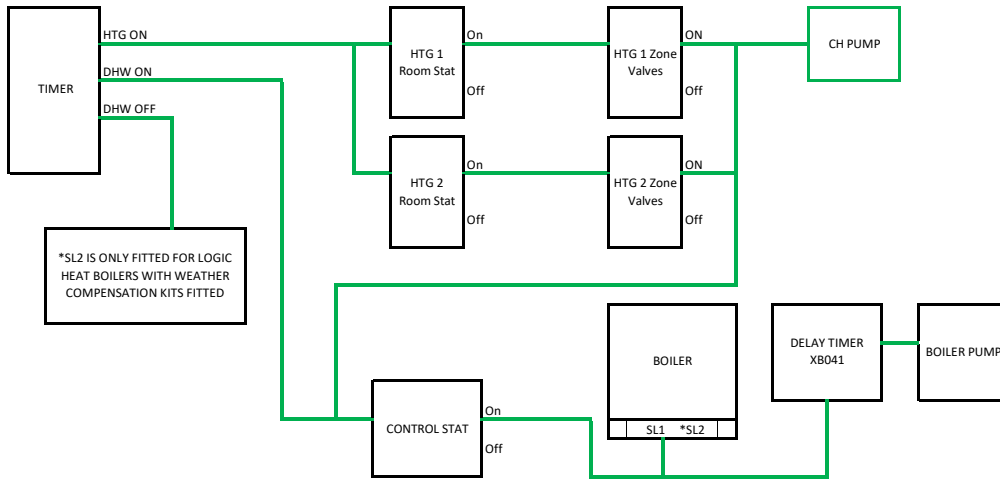 HTG ON
DHW ON
TIMER
DHW OFF
HTG 1
Room Stat
On
Off
HTG 1 Zone
Valves
ON
Off
CH PUMP
HTG 2
Room Stat
On
Off
HTG 2 Zone
Valves
ON
Off
*SL2 IS ONLY FITTED FOR LOGIC
HEAT BOILERS WITH WEATHER
COMPENSATION KITS FITTED
CONTROL STAT
On
Off
BOILER
SL1 *SL2
DELAY TIMER
XB041
BOILER PUMP